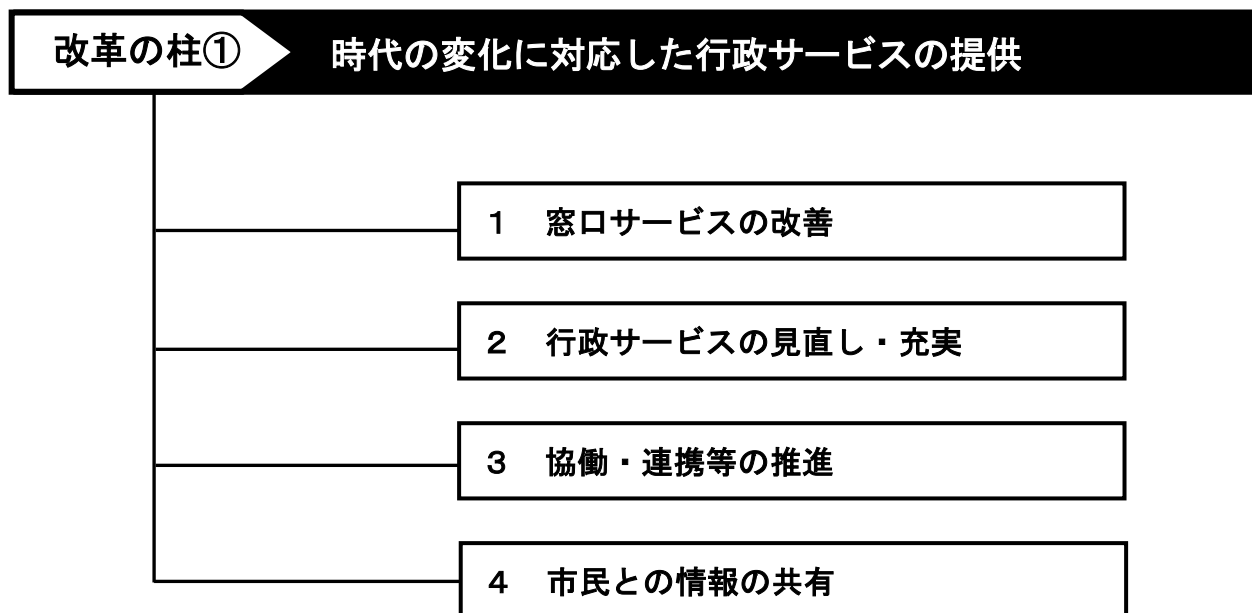 改革の柱① 時代の変化に対応した行政サービスの提供
１ 窓口サービスの改善
２ 行政サービスの見直し・充実
３ 協働・連携等の推進
４ 市民との情報の共有